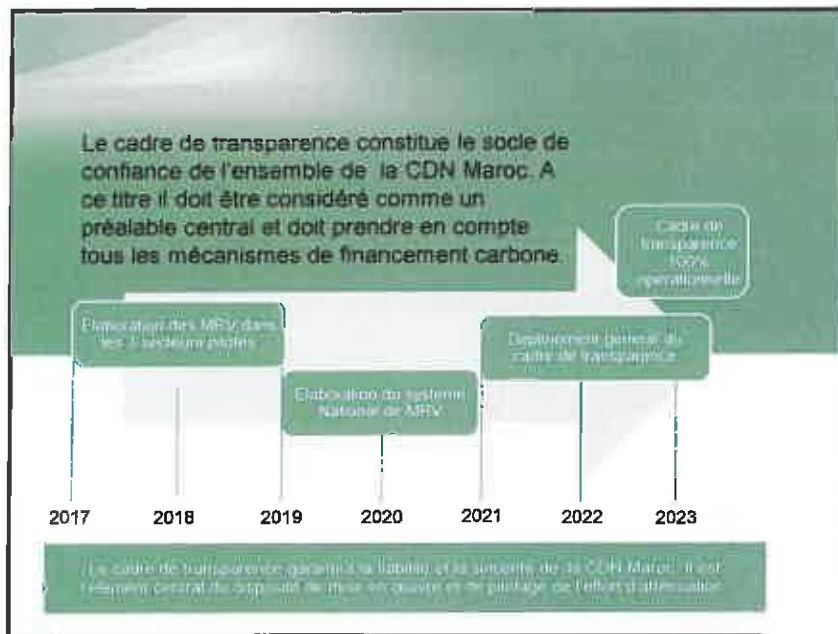 Le cadre de transparence constitue le socle de
confiance de l'ensemble de la CDN Maroc. A
ce titre il doit être considéré comme un
préalable central et doit prendre en compte
tous les mécanismes de financement carbone.
Cadre de
transparence
100%
opérationnelle
Elaboration des MRV dans
les 3 secteurs pilotes
Déploiement général du
cadre de transparence
Elaboration du système
National de MRV
2017 2018 2019 2020 2021 2022 2023
Le cadre de transparence garantit la fiabilité et la sincérité de la CDN Maroc. Il est
l'élément central du dispositif de mise en œuvre et de pilotage de l'effort d'atténuation